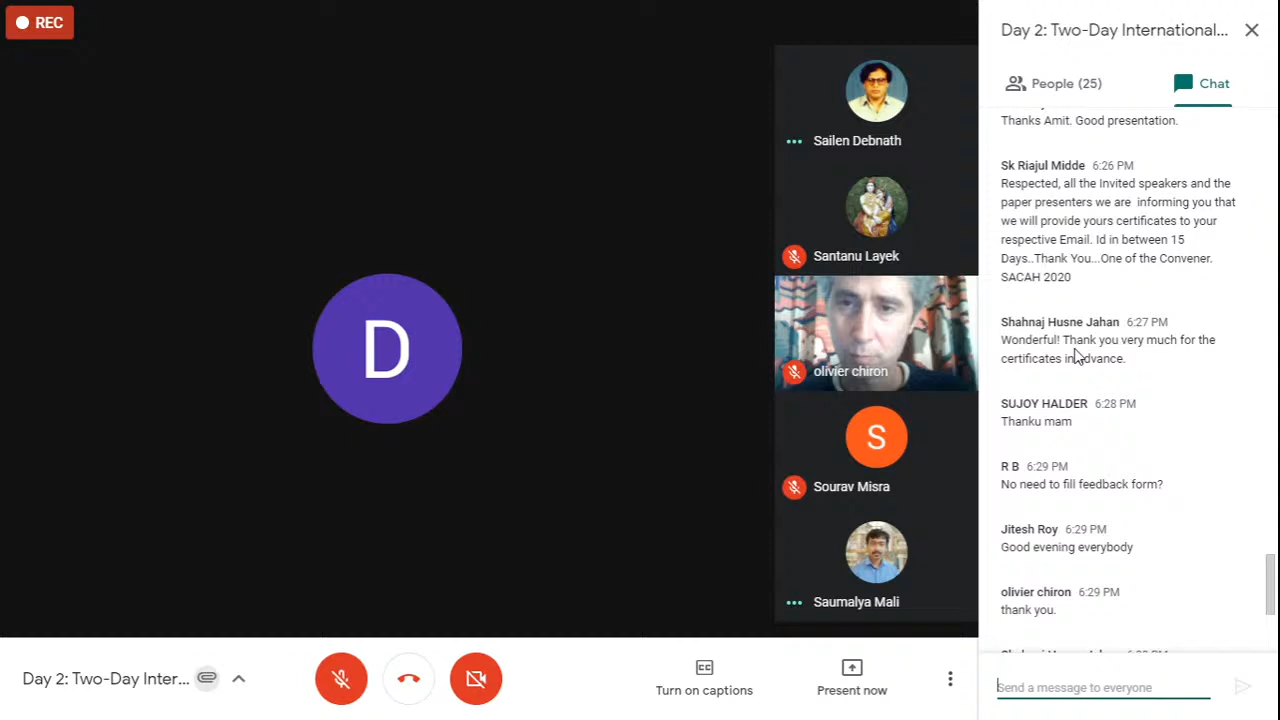 REC
D
Sailen Debnath
Santanu Layek
olivier chiron
S
Sourav Misra
Saumalya Mali
Day 2: Two-Day Inter...
Turn on captions
Present now
Day 2: Two-Day International...
People (25)
Chat
Thanks Amit. Good presentation.
Sk Riajul Midde 6:26 PM
Respected, all the Invited speakers and the
paper presenters we are informing you that
we will provide yours certificates to your
respective Email. Id in between 15
Days..Thank You...One of the Convener.
SACAH 2020
Shahnaj Husne Jahan 6:27 PM
Wonderful! Thank you very much for the
certificates in advance.
SUJOY HALDER 6:28 PM
Thanku mam
R B 6:29 PM
No need to fill feedback form?
Jitesh Roy 6:29 PM
Good evening everybody
olivier chiron 6:29 PM
thank you.
Send a message to everyone